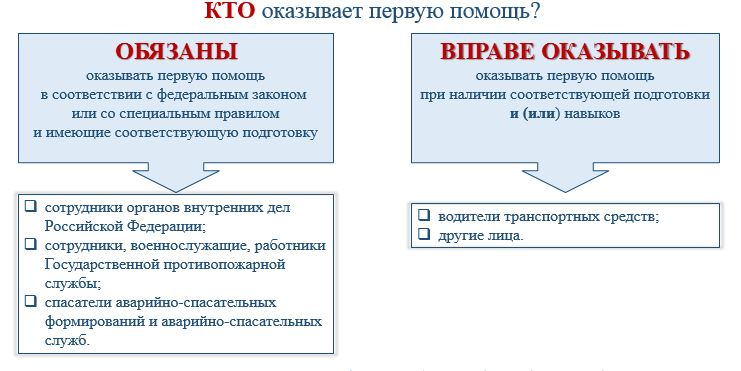 КТО оказывает первую помощь?
ОБЯЗАНЫ
оказывать первую помощь
в соответствии с федеральным законом
или со специальным правилом
и имеющие соответствующую подготовку
сотрудники органов внутренних дел
Российской Федерации;
сотрудники, военнослужащие, работники
Государственной противопожарной
службы;
спасатели аварийно-спасательных
формирований и аварийно-спасательных
служб.
ВПРАВЕ ОКАЗЫВАТЬ
оказывать первую помощь
при наличии соответствующей подготовки
и (или) навыков
водители транспортных средств;
другие лица.